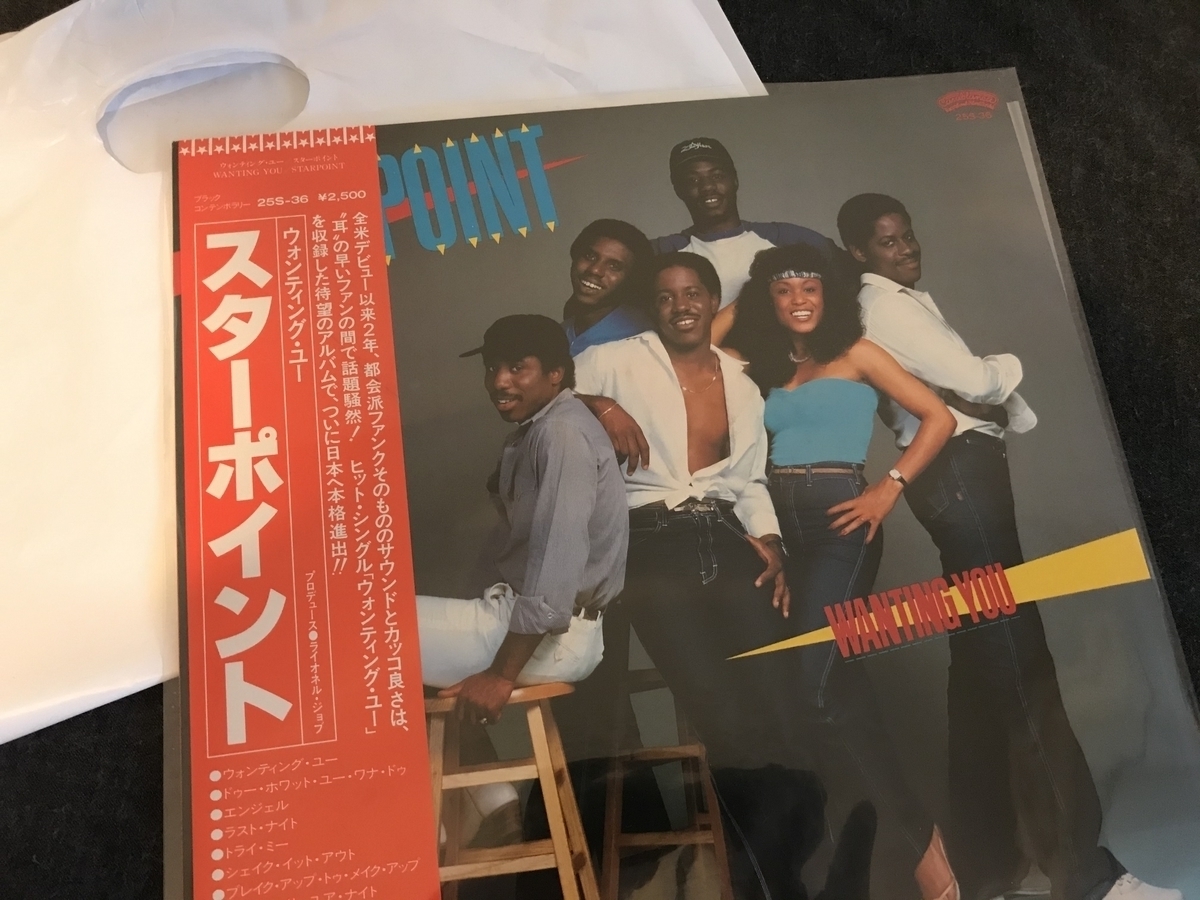 ウォンティング・ユー スターポイント
WANTING YOU / STARPOINT
ブラック
コンテンポラリー 25S-36 ¥2,500
全米デビュー以来2年、都会派ファンクそのもののサウンドとカッコ良さは、
"耳"の早いファンの間で話題騒然! ヒット・シングル「ウォンティング・ユー」
を収録した待望のアルバムで、ついに日本へ本格進出!!
ウォンティング・ユー
スターポイント
プロデュース●ライオネル・ジョブ
●ウォンティング・ユー
●ドゥー・ホワット・ユー・ワナ・ドゥ
●エンジェル
●ラスト・ナイト
●トライ・ミー
●シェイク・イット・アウト
●ブレイク・アップ・トゥ・メイク・アップ
ア・ナイト
POINT
25S-36
WANTING YOU